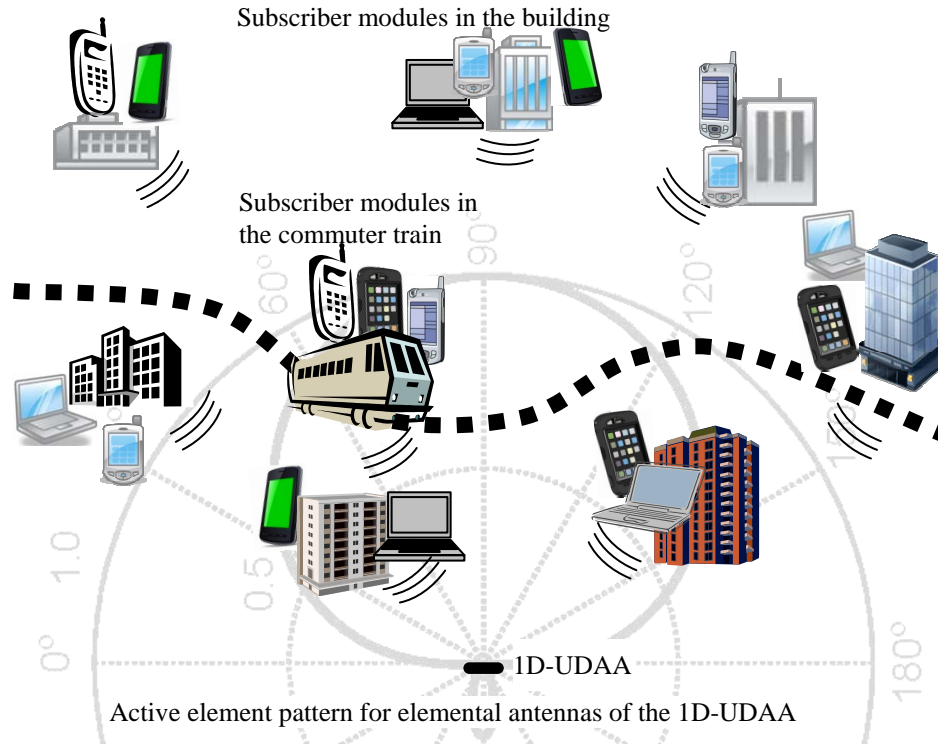 Subscriber modules in the building
Subscriber modules in
the commuter train
90°
60°
120°
150°
1.0
0.5
0°
180°
1D-UDAA
Active element pattern for elemental antennas of the 1D-UDAA